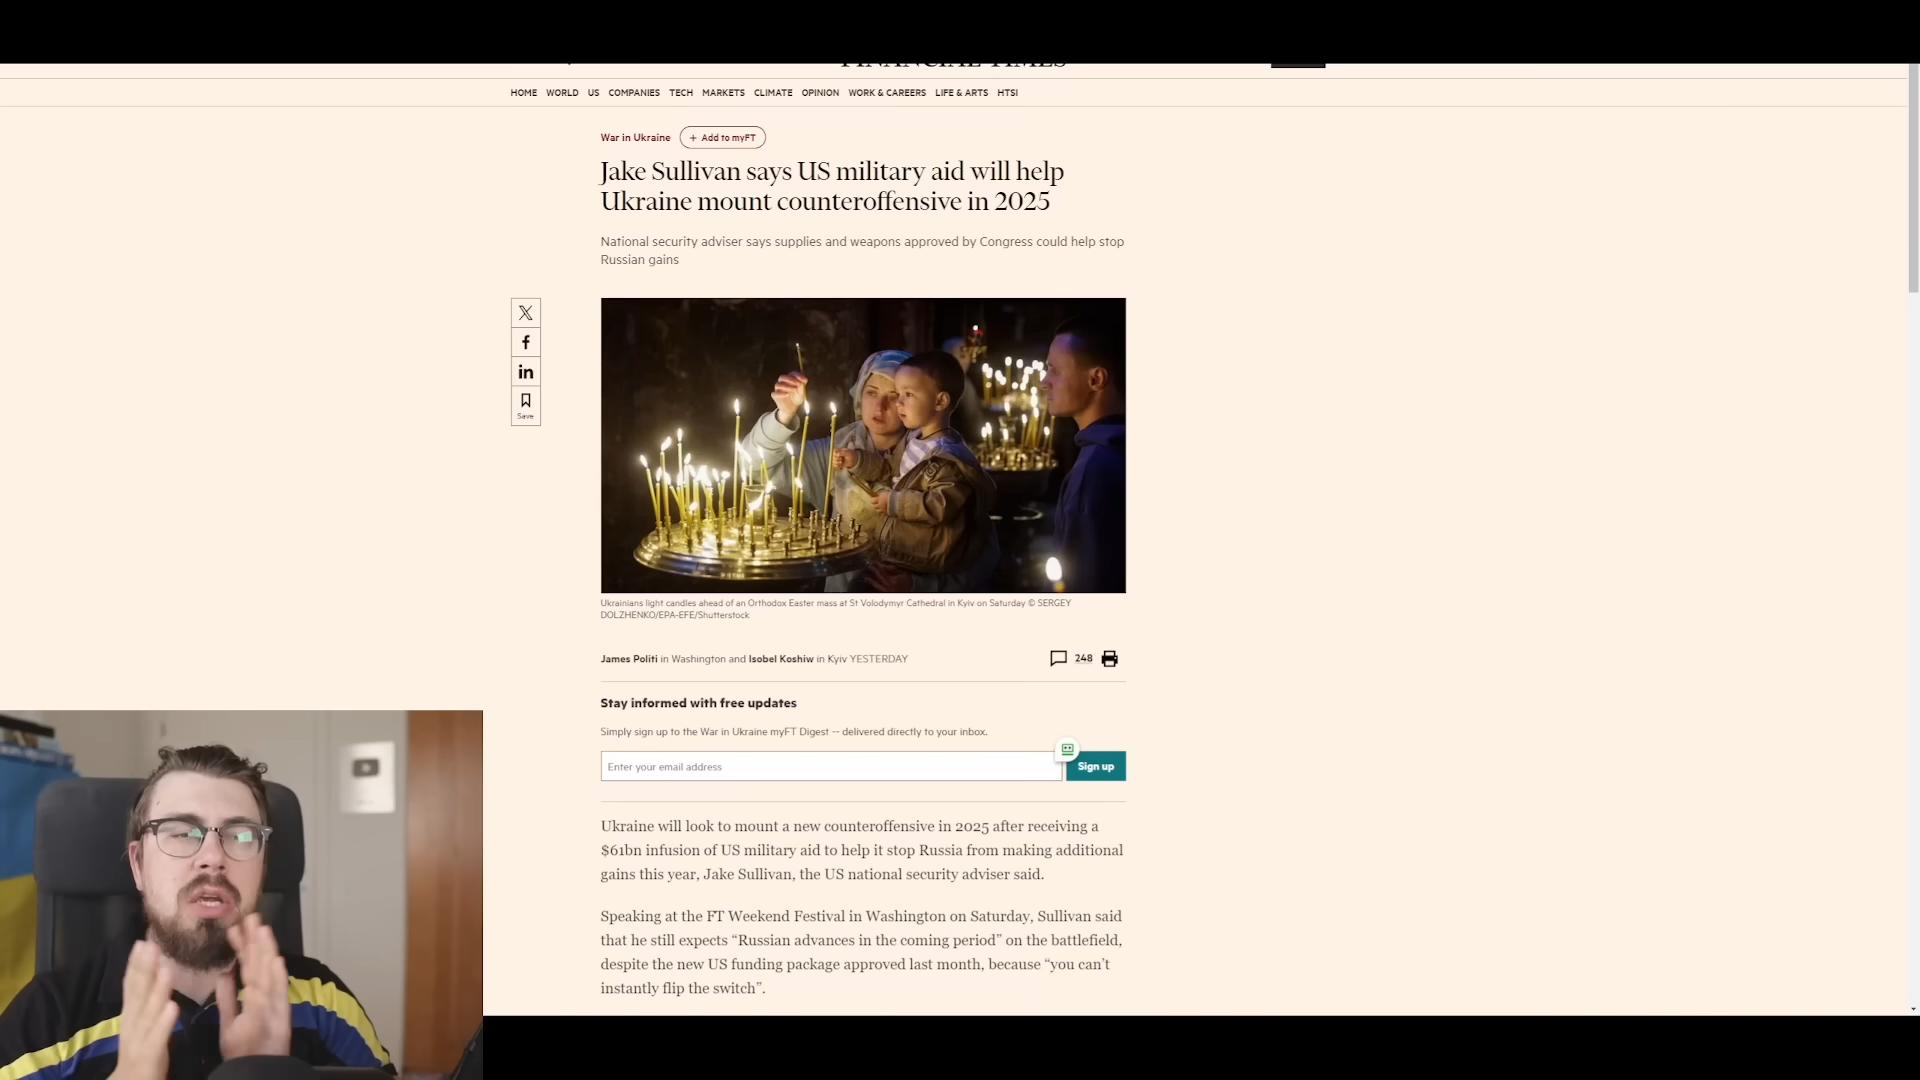 FINANCIAL TIMES
HOME WORLD US COMPANIES TECH MARKETS CLIMATE OPINION WORK & CAREERS LIFE & ARTS HTSI
War in Ukraine + Add to myFT
Jake Sullivan says US military aid will help
Ukraine mount counteroffensive in 2025
National security adviser says supplies and weapons approved by Congress could help stop
Russian gains
Save
Ukrainians light candles ahead of an Orthodox Easter mass at St Volodymyr Cathedral in Kyiv on Saturday © SERGEY
DOLZHENKO/EPA-EFE/Shutterstock
James Politi in Washington and Isobel Koshiw in Kyiv YESTERDAY
248
Stay informed with free updates
Simply sign up to the War in Ukraine myFT Digest -- delivered directly to your inbox.
Enter your email address
Sign up
Ukraine will look to mount a new counteroffensive in 2025 after receiving a
$61bn infusion of US military aid to help it stop Russia from making additional
gains this year, Jake Sullivan, the US national security adviser said.
Speaking at the FT Weekend Festival in Washington on Saturday, Sullivan said
that he still expects “Russian advances in the coming period” on the battlefield,
despite the new US funding package approved last month, because “you can’t
instantly flip the switch”.